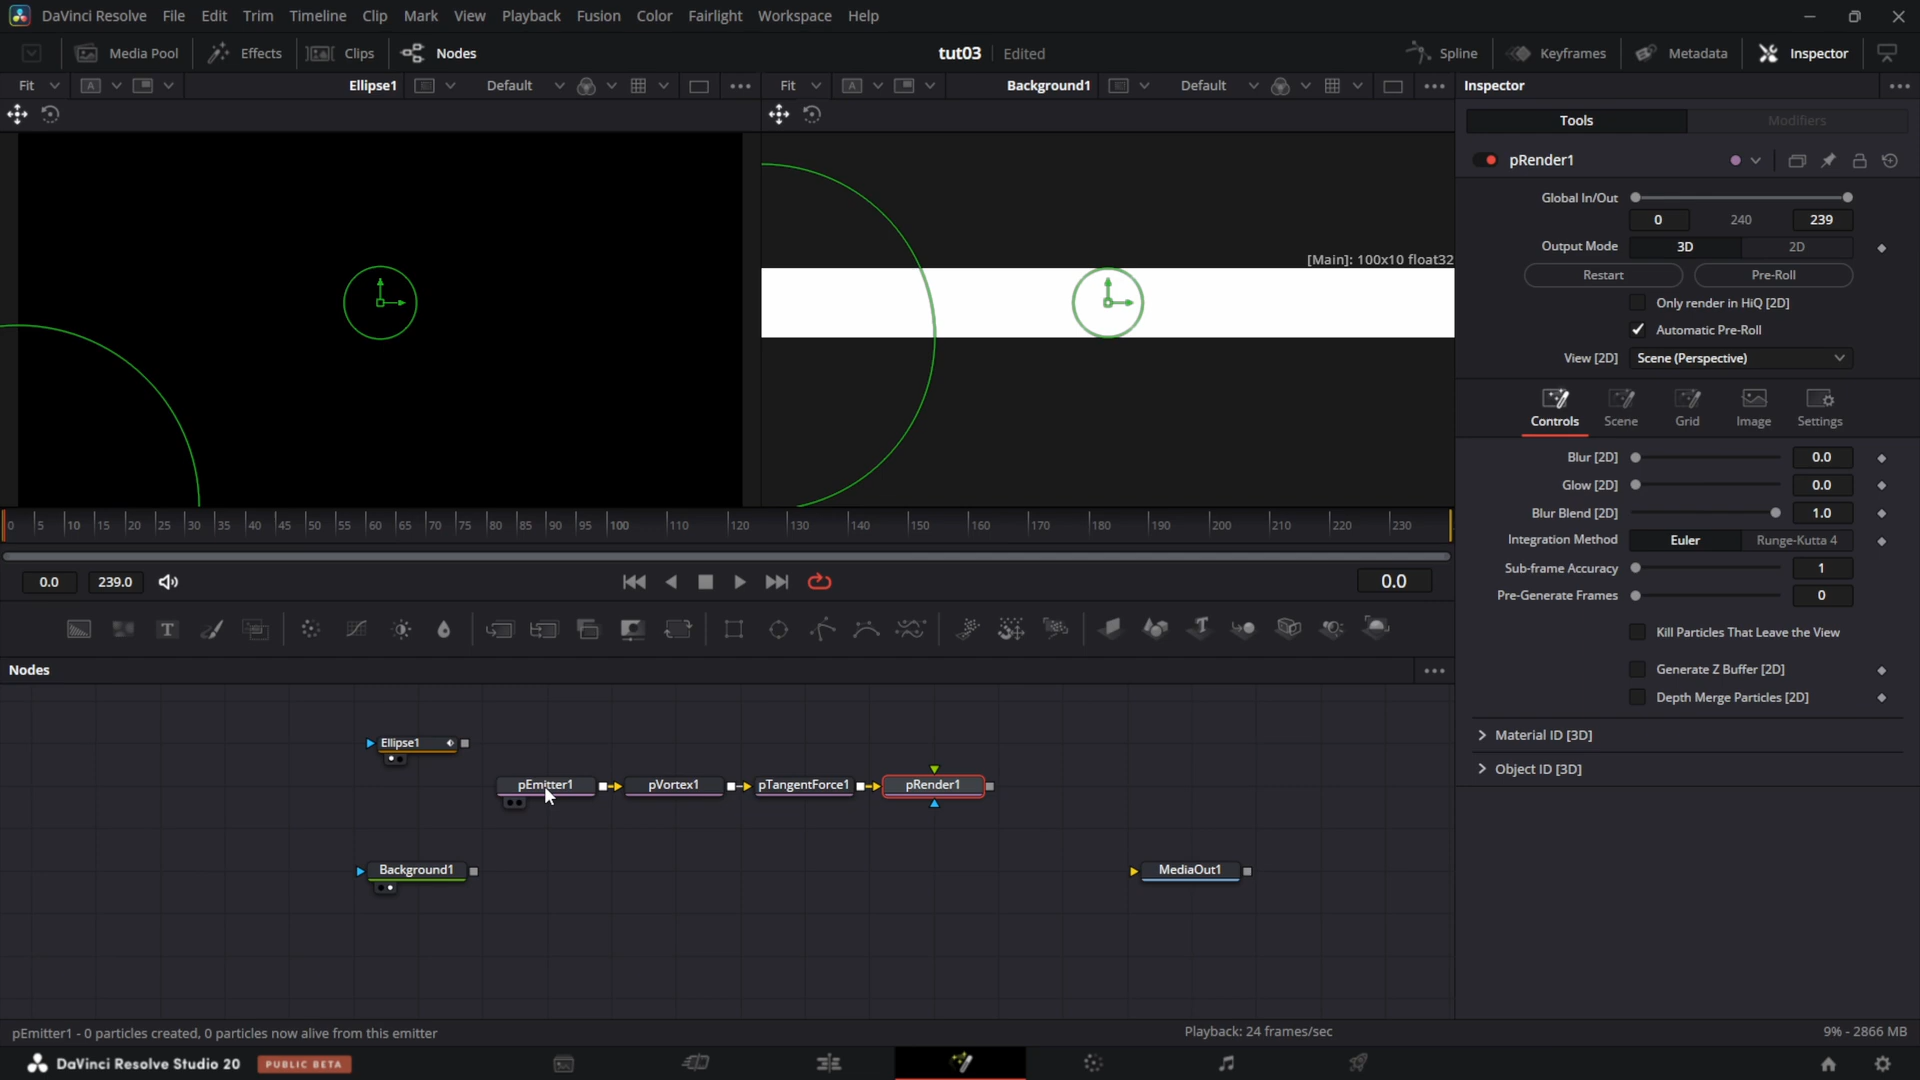 DaVinci Resolve File Edit Trim Timeline Clip Mark View Playback Fusion Color Fairlight Workspace Help
Media Pool Effects Clips Nodes tut03 Edited Spline Keyframes Metadata Inspector
Fit A Ellipse1 Default Fit A Background1 Default Inspector
Tools Modifiers
pRender1
Global In/Out
0 240 239
Output Mode 3D 2D
Restart Pre-Roll
Only render in HiQ [2D]
Automatic Pre-Roll
View [2D] Scene (Perspective)
[Main]: 100x10 float32
Controls Scene Grid Image Settings
Blur [2D] 0.0
Glow [2D] 0.0
Blur Blend [2D] 1.0
Integration Method Euler Runge-Kutta 4
Sub-frame Accuracy 1
Pre-Generate Frames 0
Kill Particles That Leave the View
Generate Z Buffer [2D]
Depth Merge Particles [2D]
Material ID [3D]
Object ID [3D]
0 5 10 15 20 25 30 35 40 45 50 55 60 65 70 75 80 85 90 95 100 110 120 130 140 150 160 170 180 190 200 210 220 230
0.0 239.0 0.0
T T
Nodes
Ellipse1
pEmitter1 pVortex1 pTangentForce1 pRender1
Background1 MediaOut1
pEmitter1 - 0 particles created, 0 particles now alive from this emitter Playback: 24 frames/sec 9% - 2866 MB
DaVinci Resolve Studio 20 PUBLIC BETA